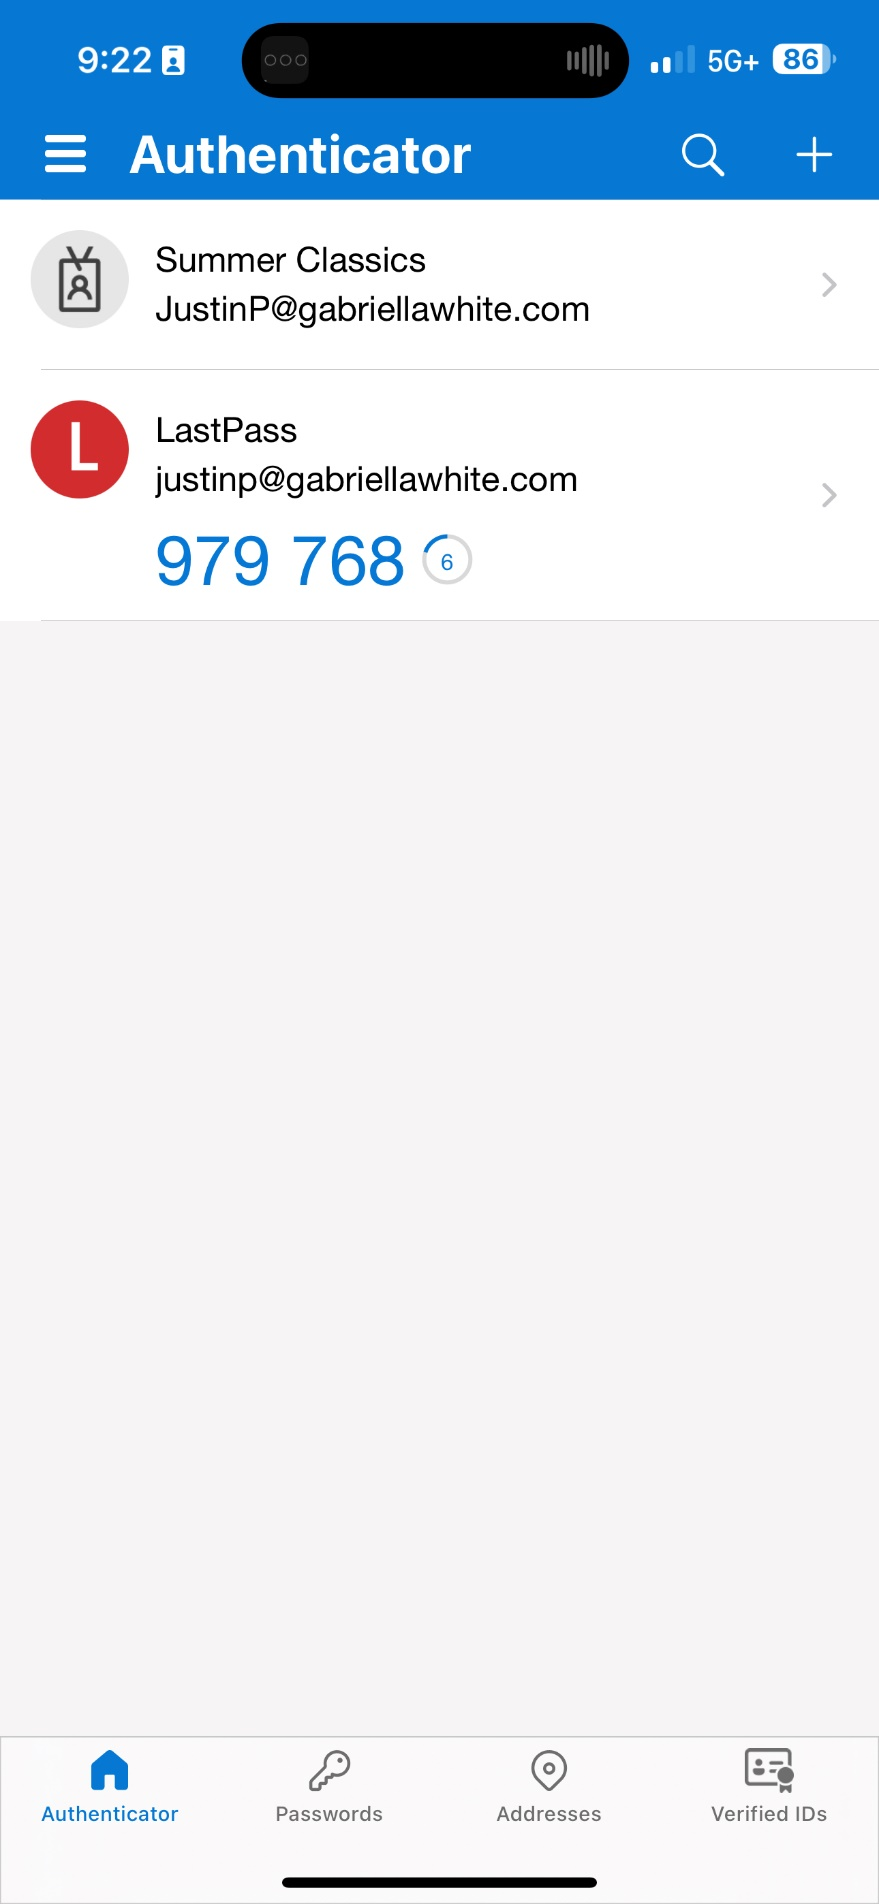 9:22
5G+ 86
Authenticator
Summer Classics
JustinP@gabriellawhite.com
L
LastPass
justinp@gabriellawhite.com
979 768 6
Authenticator Passwords Addresses Verified IDs